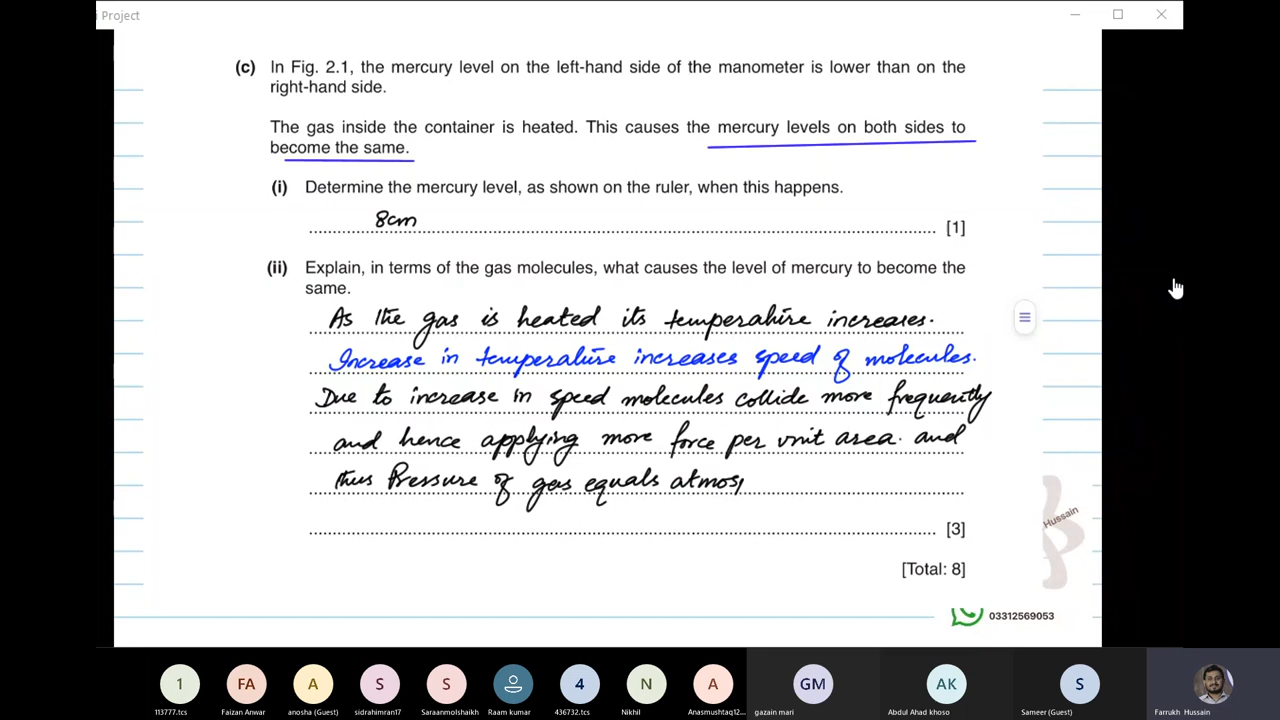 Project
(c) In Fig. 2.1, the mercury level on the left-hand side of the manometer is lower than on the
right-hand side.
The gas inside the container is heated. This causes the mercury levels on both sides to
become the same.
(i) Determine the mercury level, as shown on the ruler, when this happens.
8cm
[1]
(ii) Explain, in terms of the gas molecules, what causes the level of mercury to become the
same.
As the gas is heated its temperature increases.
Increase in temperature increases speed of molecules.
Due to increase in speed molecules collide more frequently
and hence applying more force per unit area. and
thus Pressure of gas equals atmos
[3]
Hussain
[Total: 8]
03312569053
1 FA A S S 4 N A GM AK S
113777.tcs Faizan Anwar anosha (Guest) sidrahimran17 Saraanmolshaikh Raam kumar 436732.tcs Nikhil Anasmushtaq12... gazain mari Abdul Ahad khoso Sameer (Guest) Farrukh Hussain